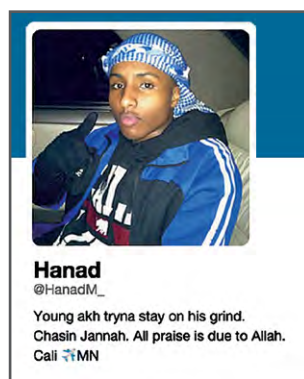 Hanad
@HanadM_
Young akh tryna stay on his grind.
Chasin Jannah. All praise is due to Allah.
Cali ✈️MN